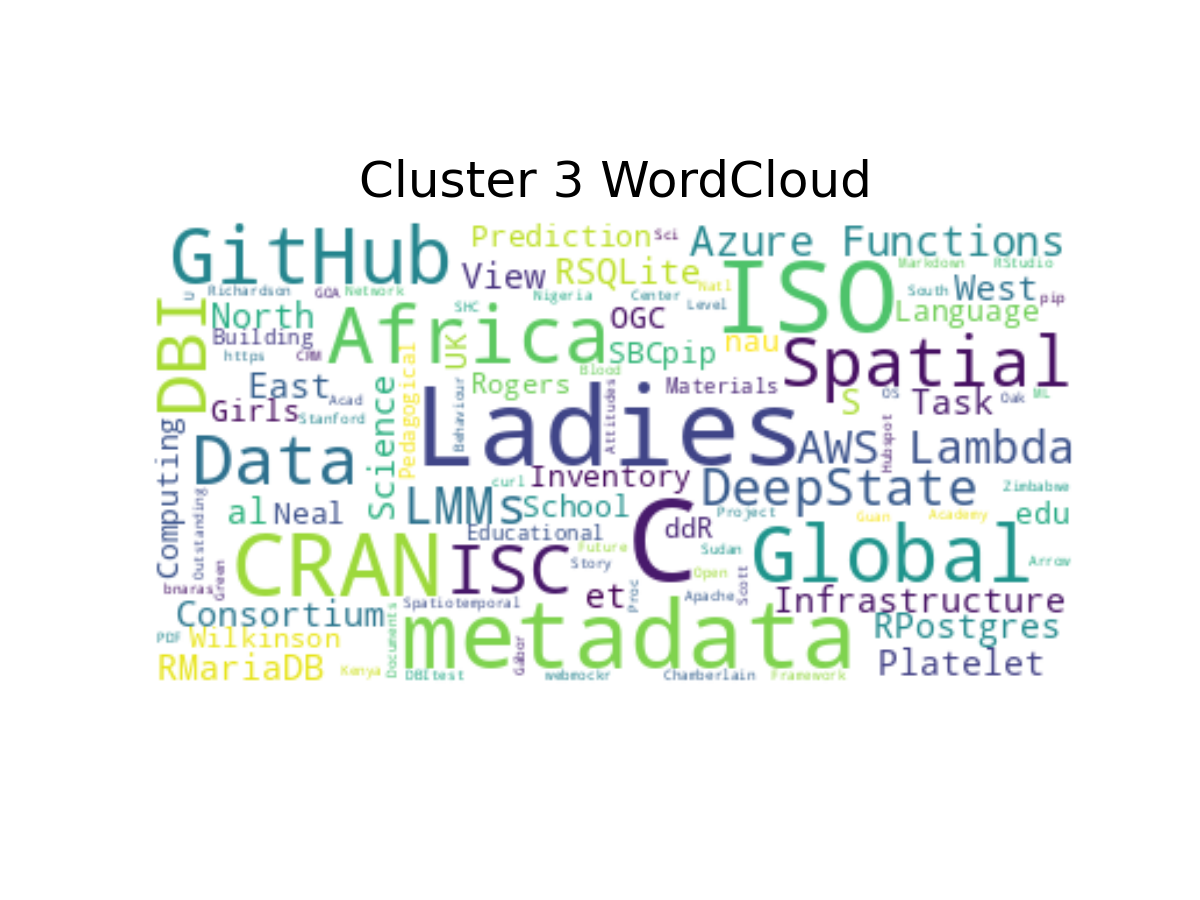 Cluster 3 WordCloud
GitHub
Prediction
Sci
Azure Functions
View
RSQLite
Natl
ISO
Markdown
RStudio
U
Richardson
GOA
Network
SHC
Nigeria
Center
Level
South
West
pip
DBI
North
Africa
OGC
Language
Building
https
CRM
UK
SBCpip
nau
Spatial
East
Acad
Rogers
Blood
Materials
S
OS
Task
Oak
ML
Girls
Stanford
Science
Pedagogical
Behaviour
Attitudes
Ladies
AWS Lambda
Hubspot
Computing
Data
Inventory
DeepState
Zimbabwe
Outstanding
al
Neal
LMMs
curl
School
C
ddR
Project
Guan
Academy
edu
Educational
Future
Sudan
Global
Arrow
CRAN
ISC
Story
Open
Scott
bnaras
Green
et
Proc
Apache
Infrastructure
Consortium
Spatiotemporal
metadata
RPostgres
PDF
Wilkinson
Documents
Gábor
Platelet
RMariaDB
Kenya
DBItest
webmockr
Chamberlain
Framework